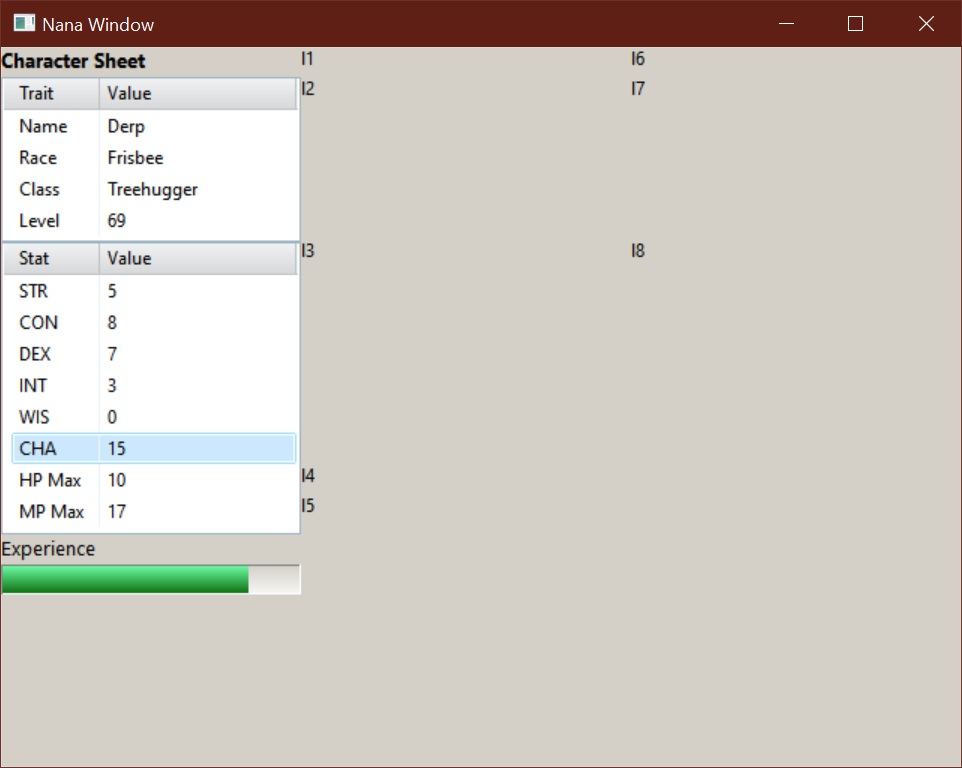 Nana Window
Character Sheet
Trait Value
Name Derp
Race Frisbee
Class Treehugger
Level 69
Stat Value
STR 5
CON 8
DEX 7
INT 3
WIS 0
CHA 15
HP Max 10
MP Max 17
Experience
l1
l2
l3
l4
l5
l6
l7
l8